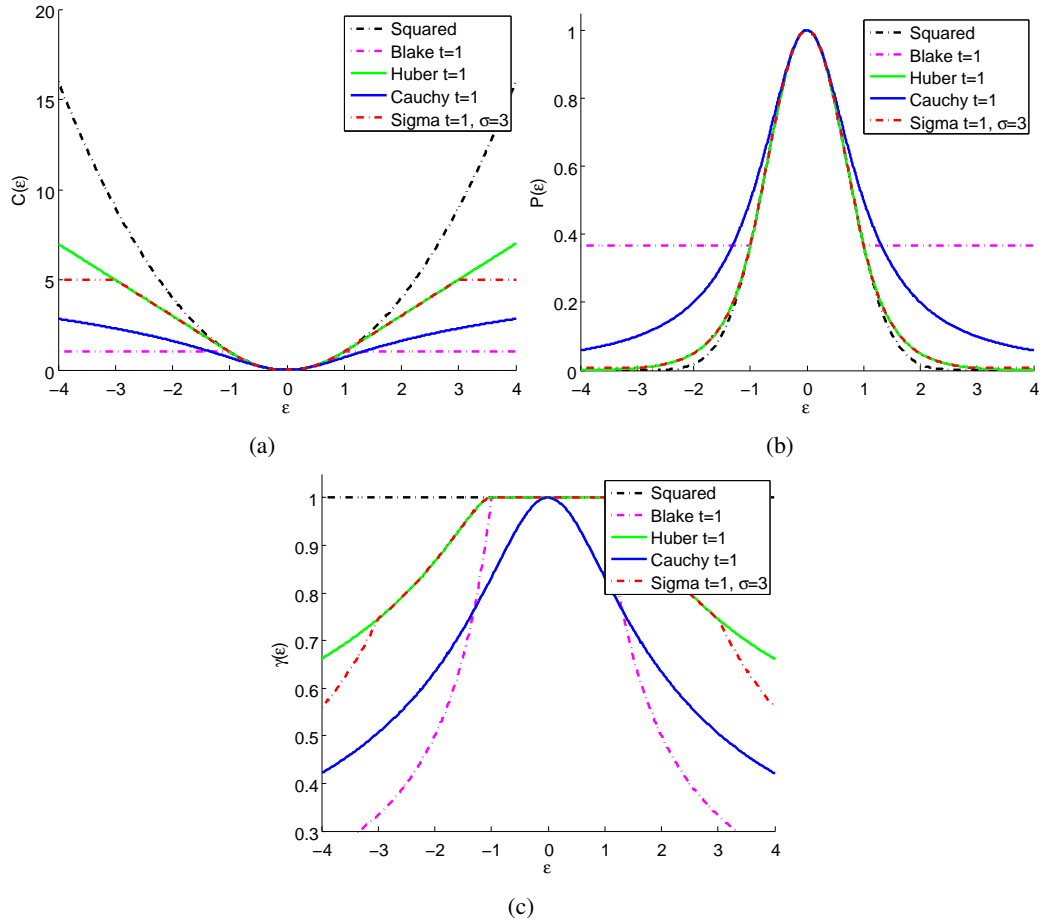 20
15
10
5
0
−4
−3
−2
−1
0
1
2
3
4
C(ε)
ε
Squared
Blake t=1
Huber t=1
Cauchy t=1
Sigma t=1, σ=3
(a)
1
0.8
0.6
0.4
0.2
0
−4
−3
−2
−1
0
1
2
3
4
P(ε)
ε
Squared
Blake t=1
Huber t=1
Cauchy t=1
Sigma t=1, σ=3
(b)
1
0.9
0.8
0.7
0.6
0.5
0.4
0.3
−4
−3
−2
−1
0
1
2
3
4
γ(ε)
ε
Squared
Blake t=1
Huber t=1
Cauchy t=1
Sigma t=1, σ=3
(c)